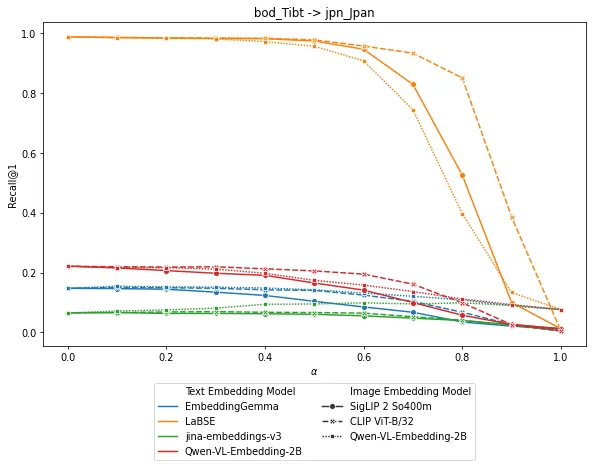 bod_Tibt -> jpn_Jpan
Recall@1
1.0
0.8
0.6
0.4
0.2
0.0
0.0
0.2
0.4
0.6
0.8
1.0
α
Text Embedding Model
EmbeddingGemma
LaBSE
jina-embeddings-v3
Qwen-VL-Embedding-2B
Image Embedding Model
SigLIP 2 So400m
CLIP ViT-B/32
Qwen-VL-Embedding-2B